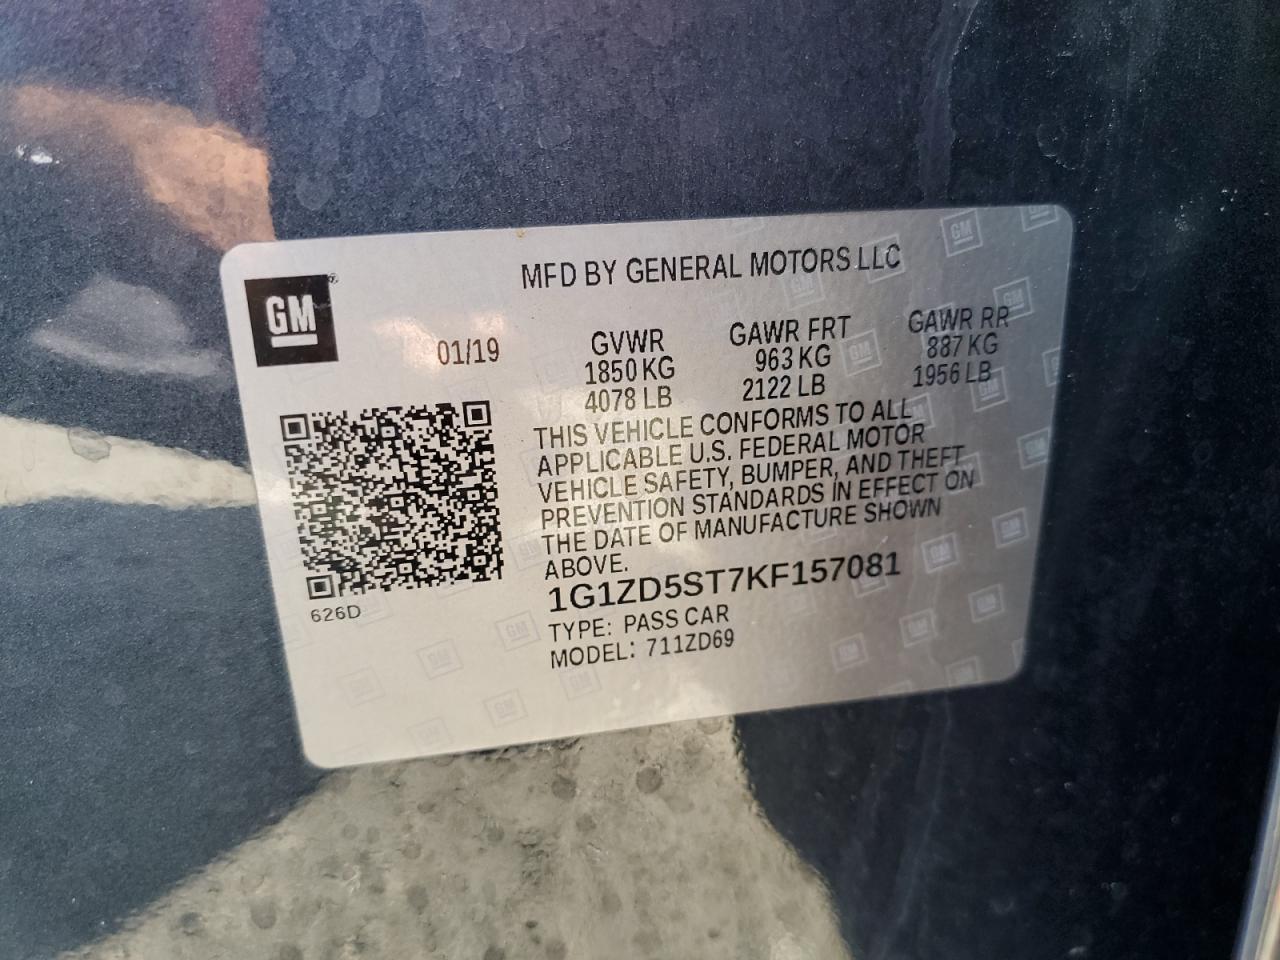 MFD BY GENERAL MOTORS LLC
GM®
01/19
GVWR GAWR FRT GAWR RR
1850 KG 963 KG 887 KG
4078 LB 2122 LB 1956 LB
THIS VEHICLE CONFORMS TO ALL
APPLICABLE U.S. FEDERAL MOTOR
VEHICLE SAFETY, BUMPER, AND THEFT
PREVENTION STANDARDS IN EFFECT ON
THE DATE OF MANUFACTURE SHOWN
ABOVE.
1G1ZD5ST7KF157081
626D
TYPE: PASS CAR
MODEL: 711ZD69